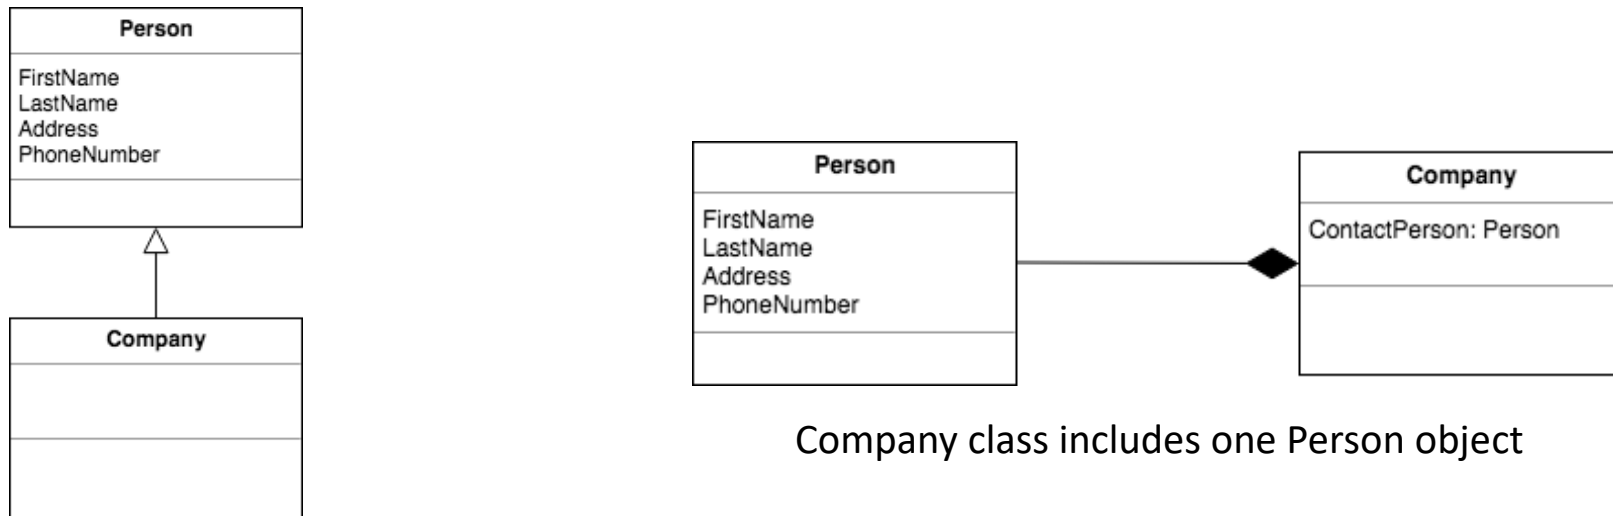 Person
FirstName
LastName
Address
PhoneNumber
Company
Person
FirstName
LastName
Address
PhoneNumber
Company
ContactPerson: Person
Company class includes one Person object